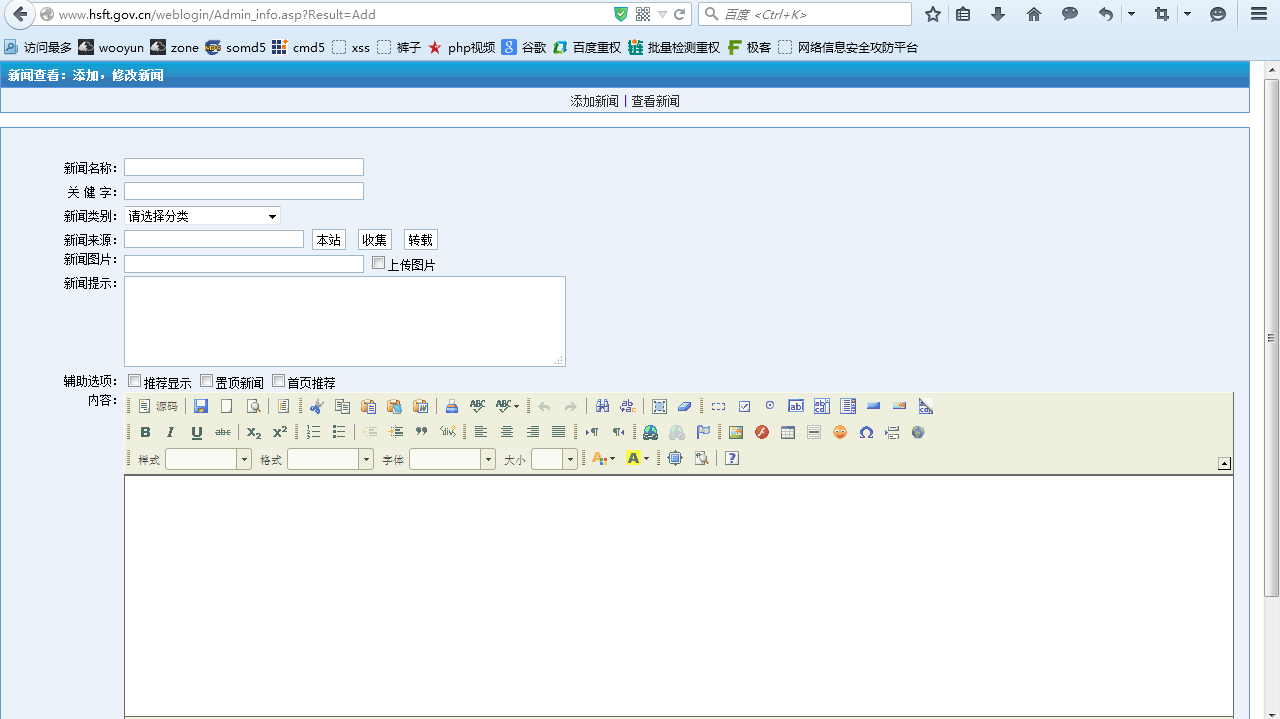 www.hsft.gov.cn/weblogin/Admin_info.asp?Result=Add 百度 <Ctrl+K>
访问最多 wooyun zone somd5 cmd5 xss 裤子 php视频 谷歌 百度重权 批量检测重权 极客 网络信息安全攻防平台
新闻查看：添加，修改新闻
添加新闻 | 查看新闻
新闻名称：
关 健 字：
新闻类别： 请选择分类
新闻来源： 本站 收集 转载
新闻图片： 上传图片
新闻提示：
辅助选项： 推荐显示 置顶新闻 首页推荐
内容： 源码
B I U abc X₂ X²
样式 格式 字体 大小 A A ?